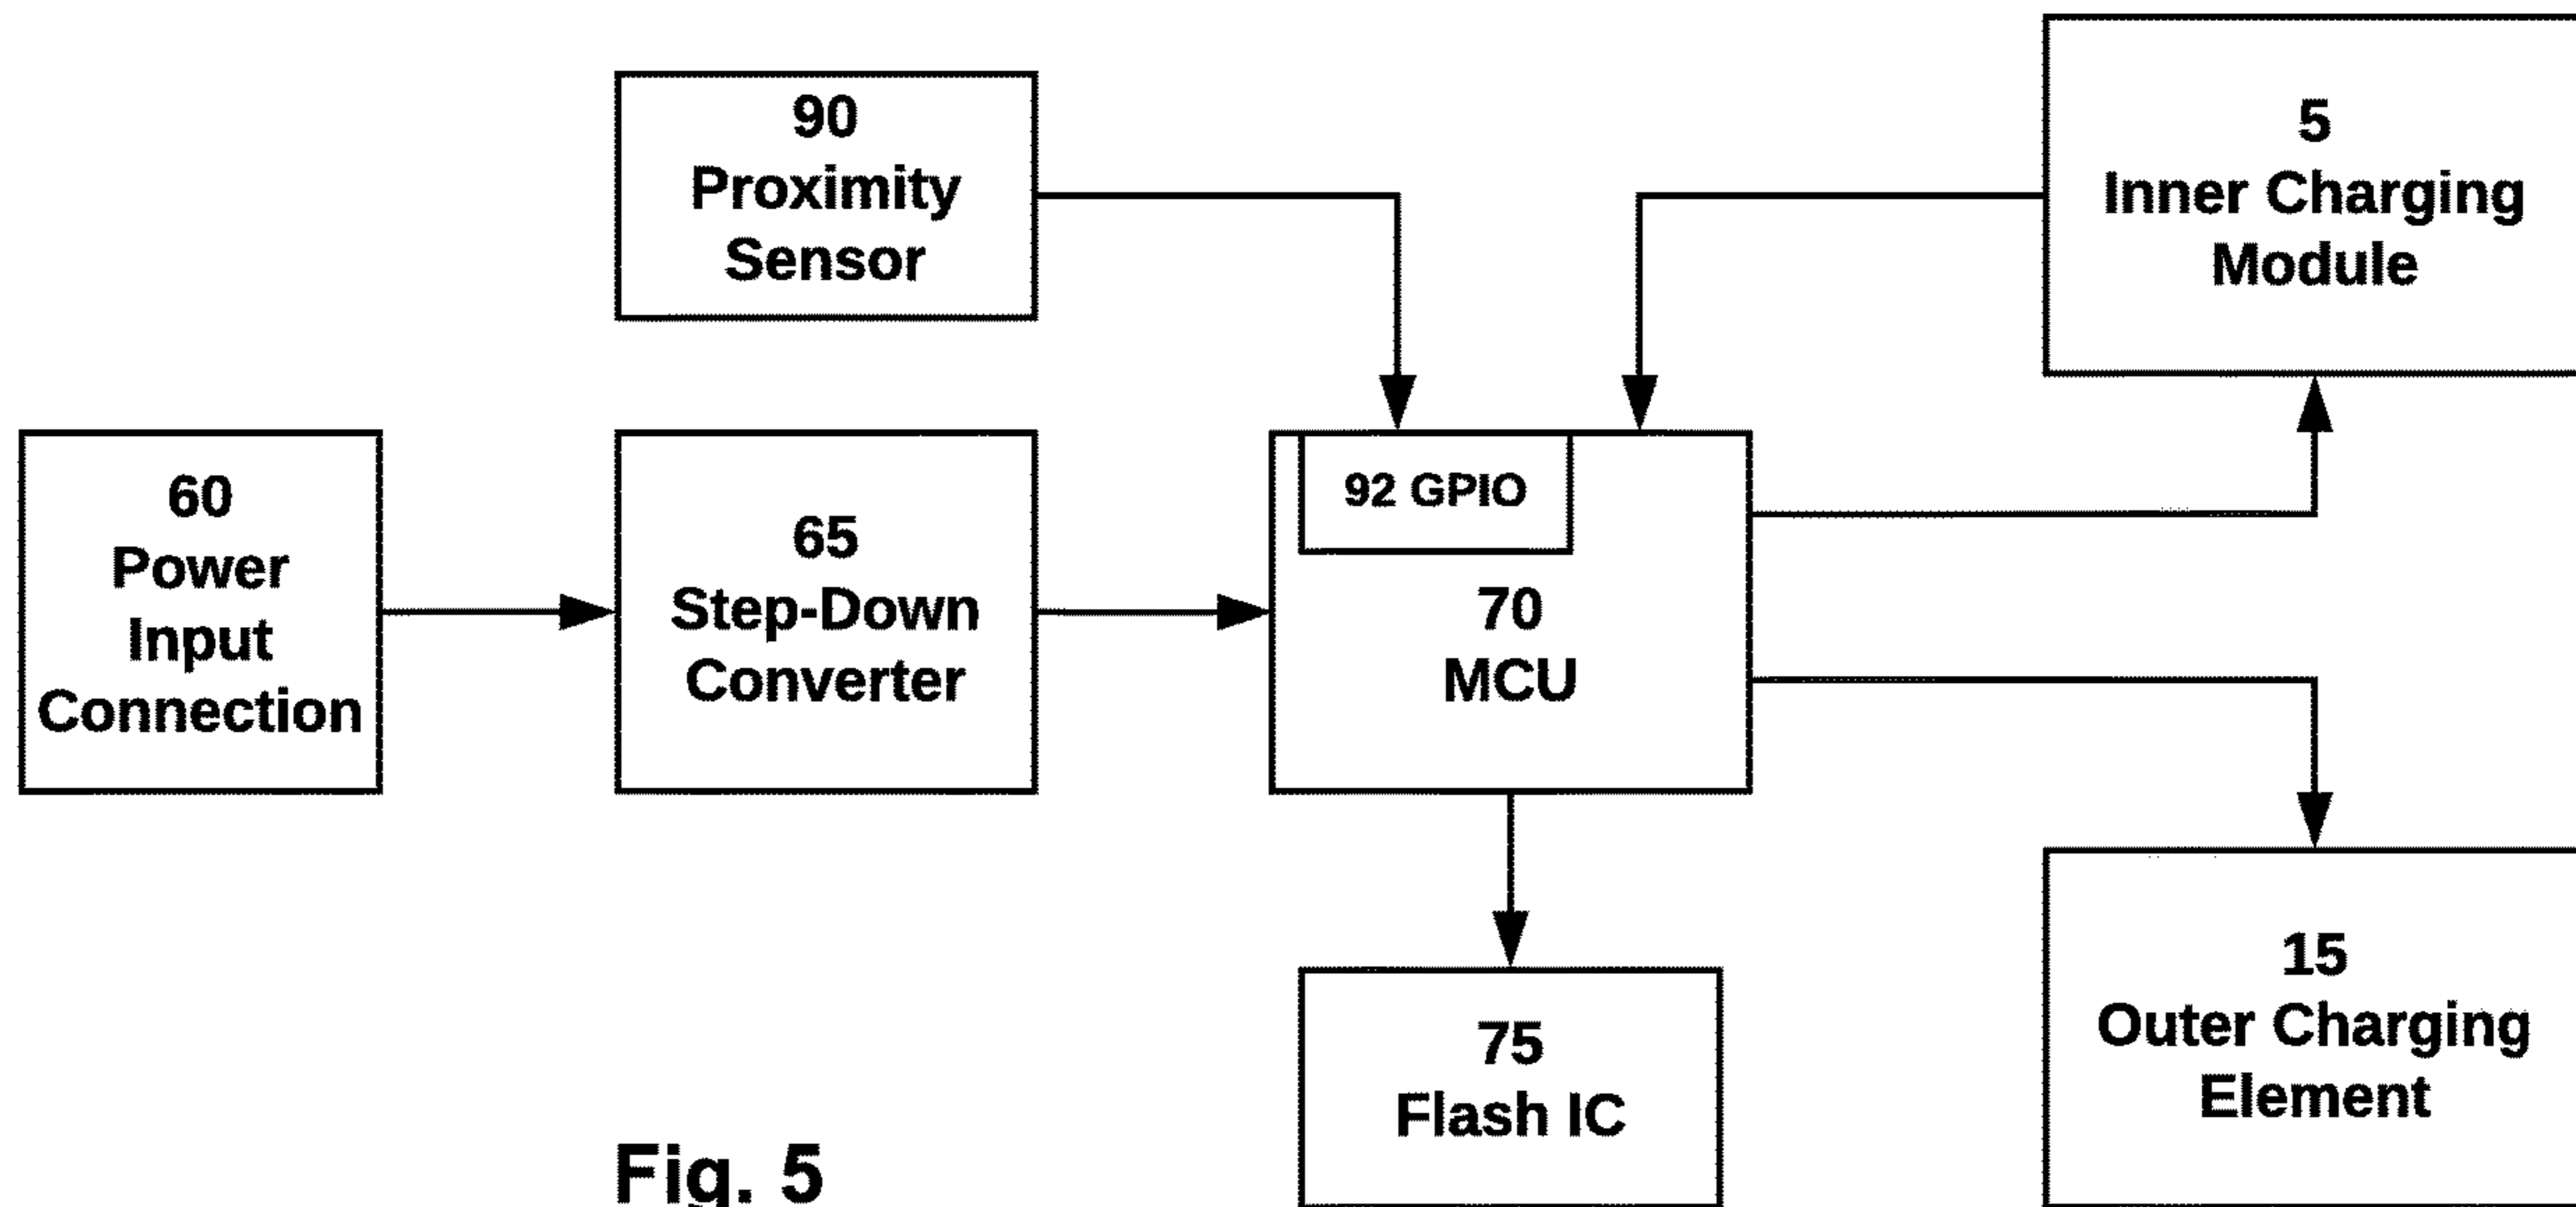 90
Proximity
Sensor
5
Inner Charging
Module
60
Power
Input
Connection
65
Step-Down
Converter
92 GPIO
70
MCU
75
Flash IC
15
Outer Charging
Element
Fig. 5